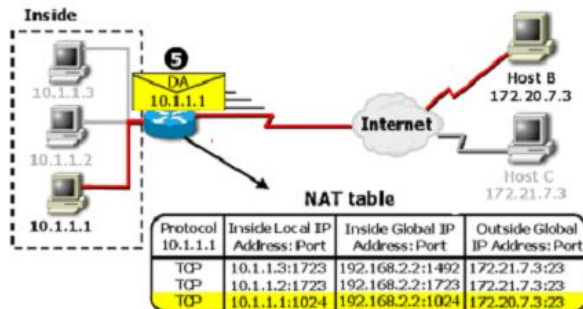 Inside
5
DA
10.1.1.1
10.1.1.3
10.1.1.2
10.1.1.1
Internet
Host B
172.20.7.3
Host C
172.21.7.3
NAT table
Protocol Inside Local IP Inside Global IP Outside Global
10.1.1.1 Address: Port Address: Port IP Address: Port
TCP 10.1.1.3:1723 192.168.2.2:1492 172.21.7.3:23
TCP 10.1.1.2:1723 192.168.2.2:1723 172.21.7.3:23
TCP 10.1.1.1:1024 192.168.2.2:1024 172.20.7.3:23